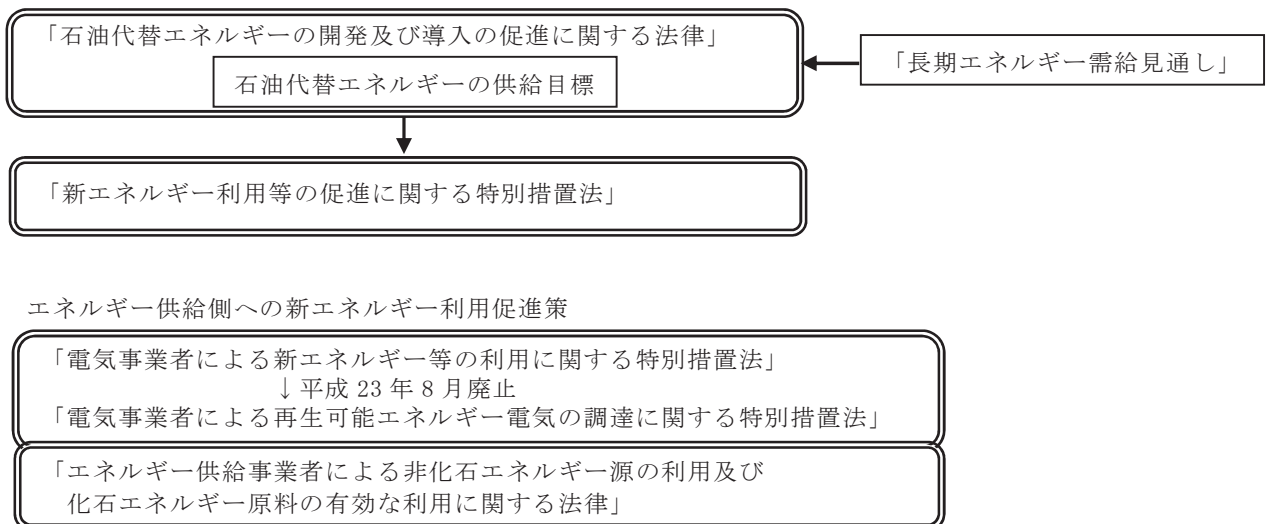 「石油代替エネルギーの開発及び導入の促進に関する法律」
石油代替エネルギーの供給目標
「長期エネルギー需給見通し」
「新エネルギー利用等の促進に関する特別措置法」
エネルギー供給側への新エネルギー利用促進策
「電気事業者による新エネルギー等の利用に関する特別措置法」
↓平成 23 年 8 月廃止
「電気事業者による再生可能エネルギー電気の調達に関する特別措置法」
「エネルギー供給事業者による非化石エネルギー源の利用及び
化石エネルギー原料の有効な利用に関する法律」